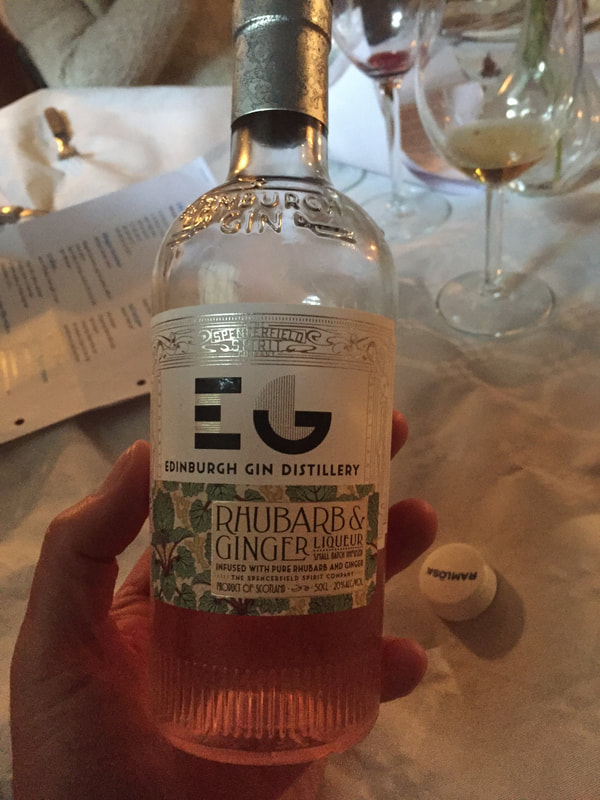 EDINBURGH
GIN
SPENCERFIELD
SPIRIT
EG
EDINBURGH GIN DISTILLERY
RHUBARB &
GINGER LIQUEUR
SMALL BATCH INFUSED
INFUSED WITH PURE RHUBARB AND GINGER
THE SPENCERFIELD SPIRIT COMPANY
PRODUCT OF SCOTLAND 50CL · 20%ALC/VOL
RAMLÖSA